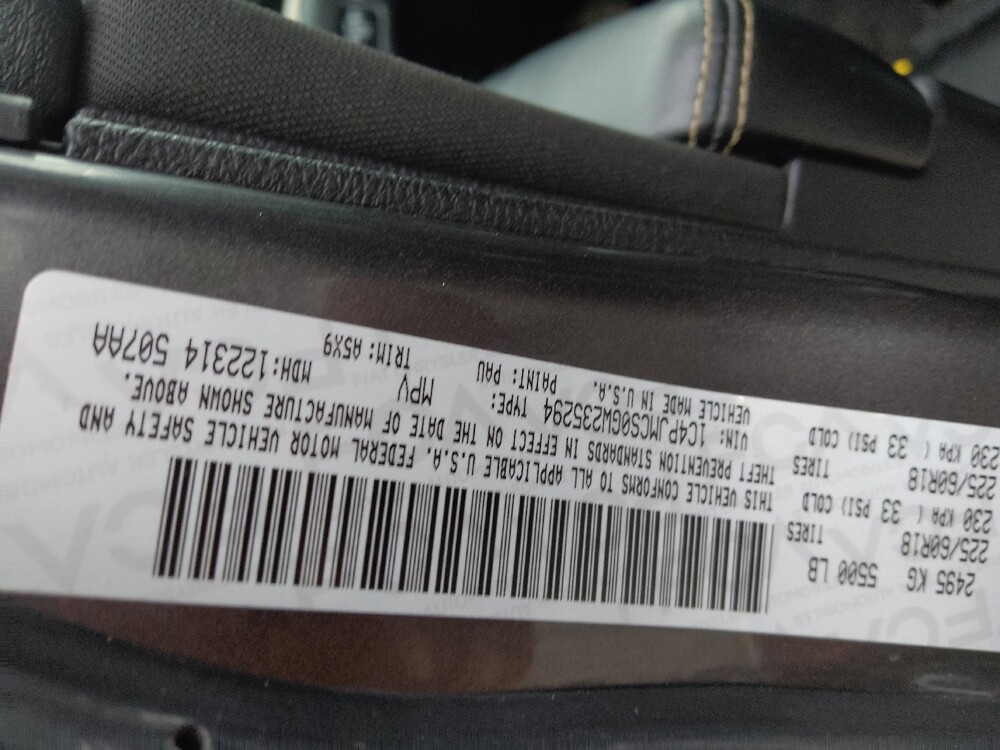 2495 KG 5500 LB
225/60R18 TIRES
230 KPA ( 33 PSI) COLD
225/60R18 TIRES
230 KPA ( 33 PSI) COLD
THIS VEHICLE CONFORMS TO ALL APPLICABLE U.S.A. FEDERAL MOTOR VEHICLE SAFETY AND
THEFT PREVENTION STANDARDS IN EFFECT ON THE DATE OF MANUFACTURE SHOWN ABOVE.
VIN: 1C4PJMCS0GW235294 TYPE: MPV MDH:122314 507AA
VEHICLE MADE IN U.S.A. PAINT: PAU TRIM: A5X9